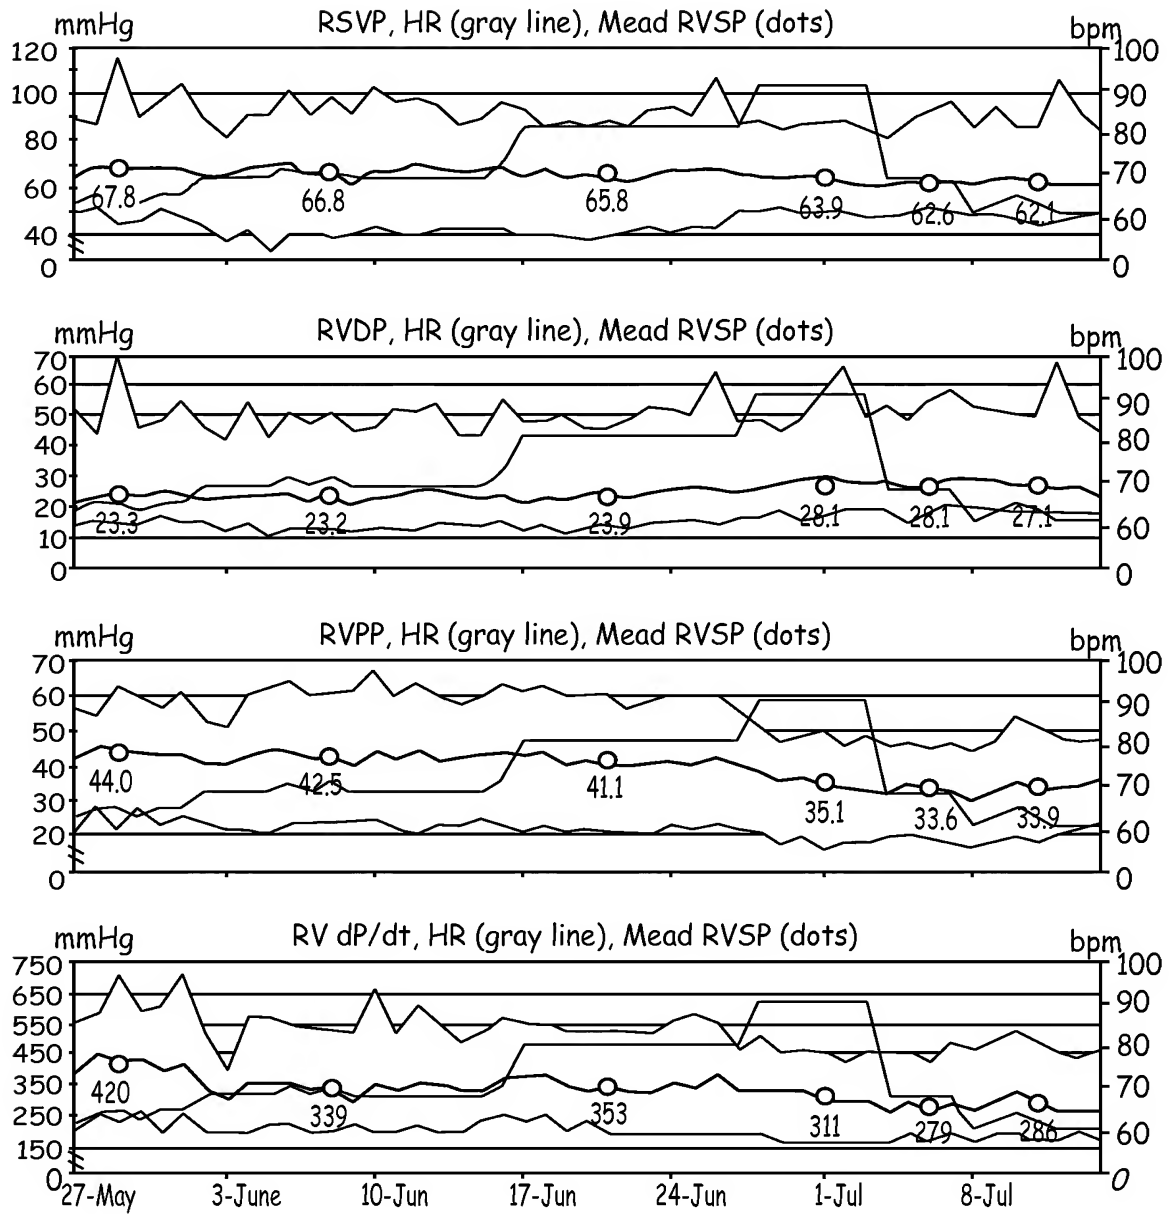 RSVP, HR (gray line), Mead RVSP (dots)
mmHg bpm
120 100
100 90
80 80
60 70
40 60
0 0
67.8 66.8 65.8 63.9 62.6 62.1
RVDP, HR (gray line), Mead RVSP (dots)
mmHg bpm
70 100
60
50 90
40 80
30 70
20
10 60
0 0
23.3 23.2 23.9 28.1 28.1 27.1
RVPP, HR (gray line), Mead RVSP (dots)
mmHg bpm
70 100
60 90
50 80
40
30 70
20 60
0 0
44.0 42.5 41.1 35.1 33.6 33.9
RV dP/dt, HR (gray line), Mead RVSP (dots)
mmHg bpm
750 100
650 90
550
450 80
350 70
250
150 60
0 0
420 339 353 311 279 286
27-May 3-June 10-Jun 17-Jun 24-Jun 1-Jul 8-Jul